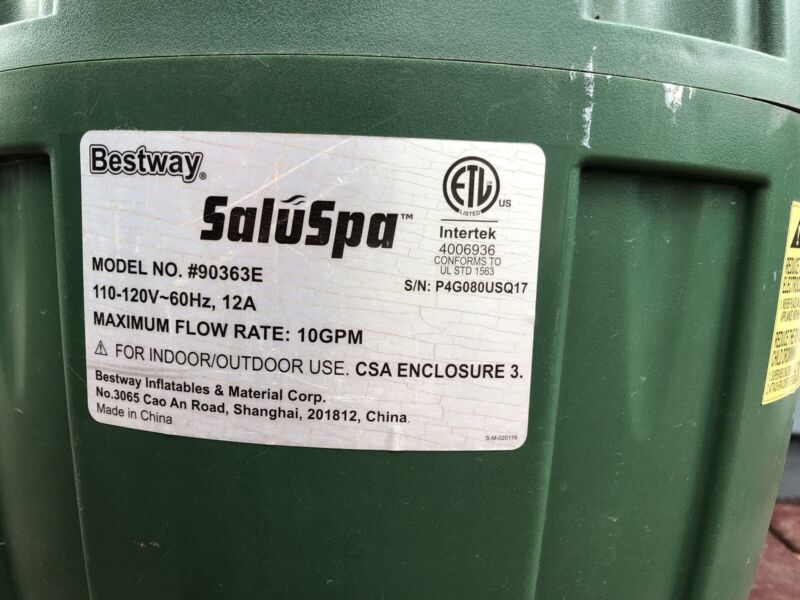 Bestway®
SaluSpa™
ETL
US
LISTED
Intertek
4006936
CONFORMS TO
UL STD 1563
S/N: P4G080USQ17
MODEL NO. #90363E
110-120V~60Hz, 12A
MAXIMUM FLOW RATE: 10GPM
⚠ FOR INDOOR/OUTDOOR USE. CSA ENCLOSURE 3.
Bestway Inflatables & Material Corp.
No.3065 Cao An Road, Shanghai, 201812, China.
Made in China
S-M-020119
REDUCE